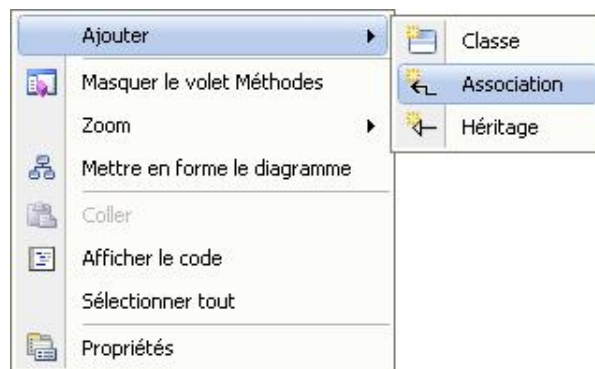 Ajouter
Classe
Masquer le volet Méthodes
Association
Zoom
Héritage
Mettre en forme le diagramme
Coller
Afficher le code
Sélectionner tout
Propriétés